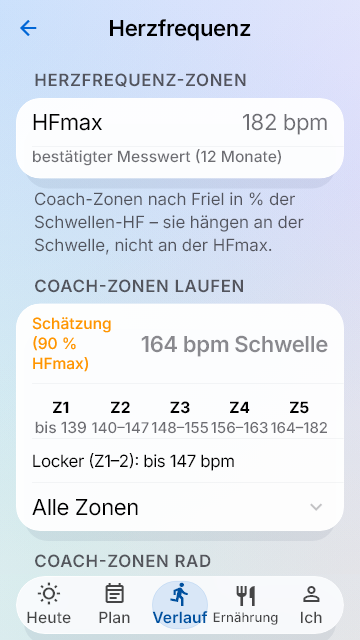 Herzfrequenz
HERZFREQUENZ-ZONEN
HFmax 182 bpm
bestätigter Messwert (12 Monate)
Coach-Zonen nach Friel in % der
Schwellen-HF – sie hängen an der
Schwelle, nicht an der HFmax.
COACH-ZONEN LAUFEN
Schätzung
(90 %
HFmax)
164 bpm Schwelle
Z1 Z2 Z3 Z4 Z5
bis 139 140–147 148–155 156–163 164–182
Locker (Z1–2): bis 147 bpm
Alle Zonen
COACH-ZONEN RAD
Heute Plan Verlauf Ernährung Ich